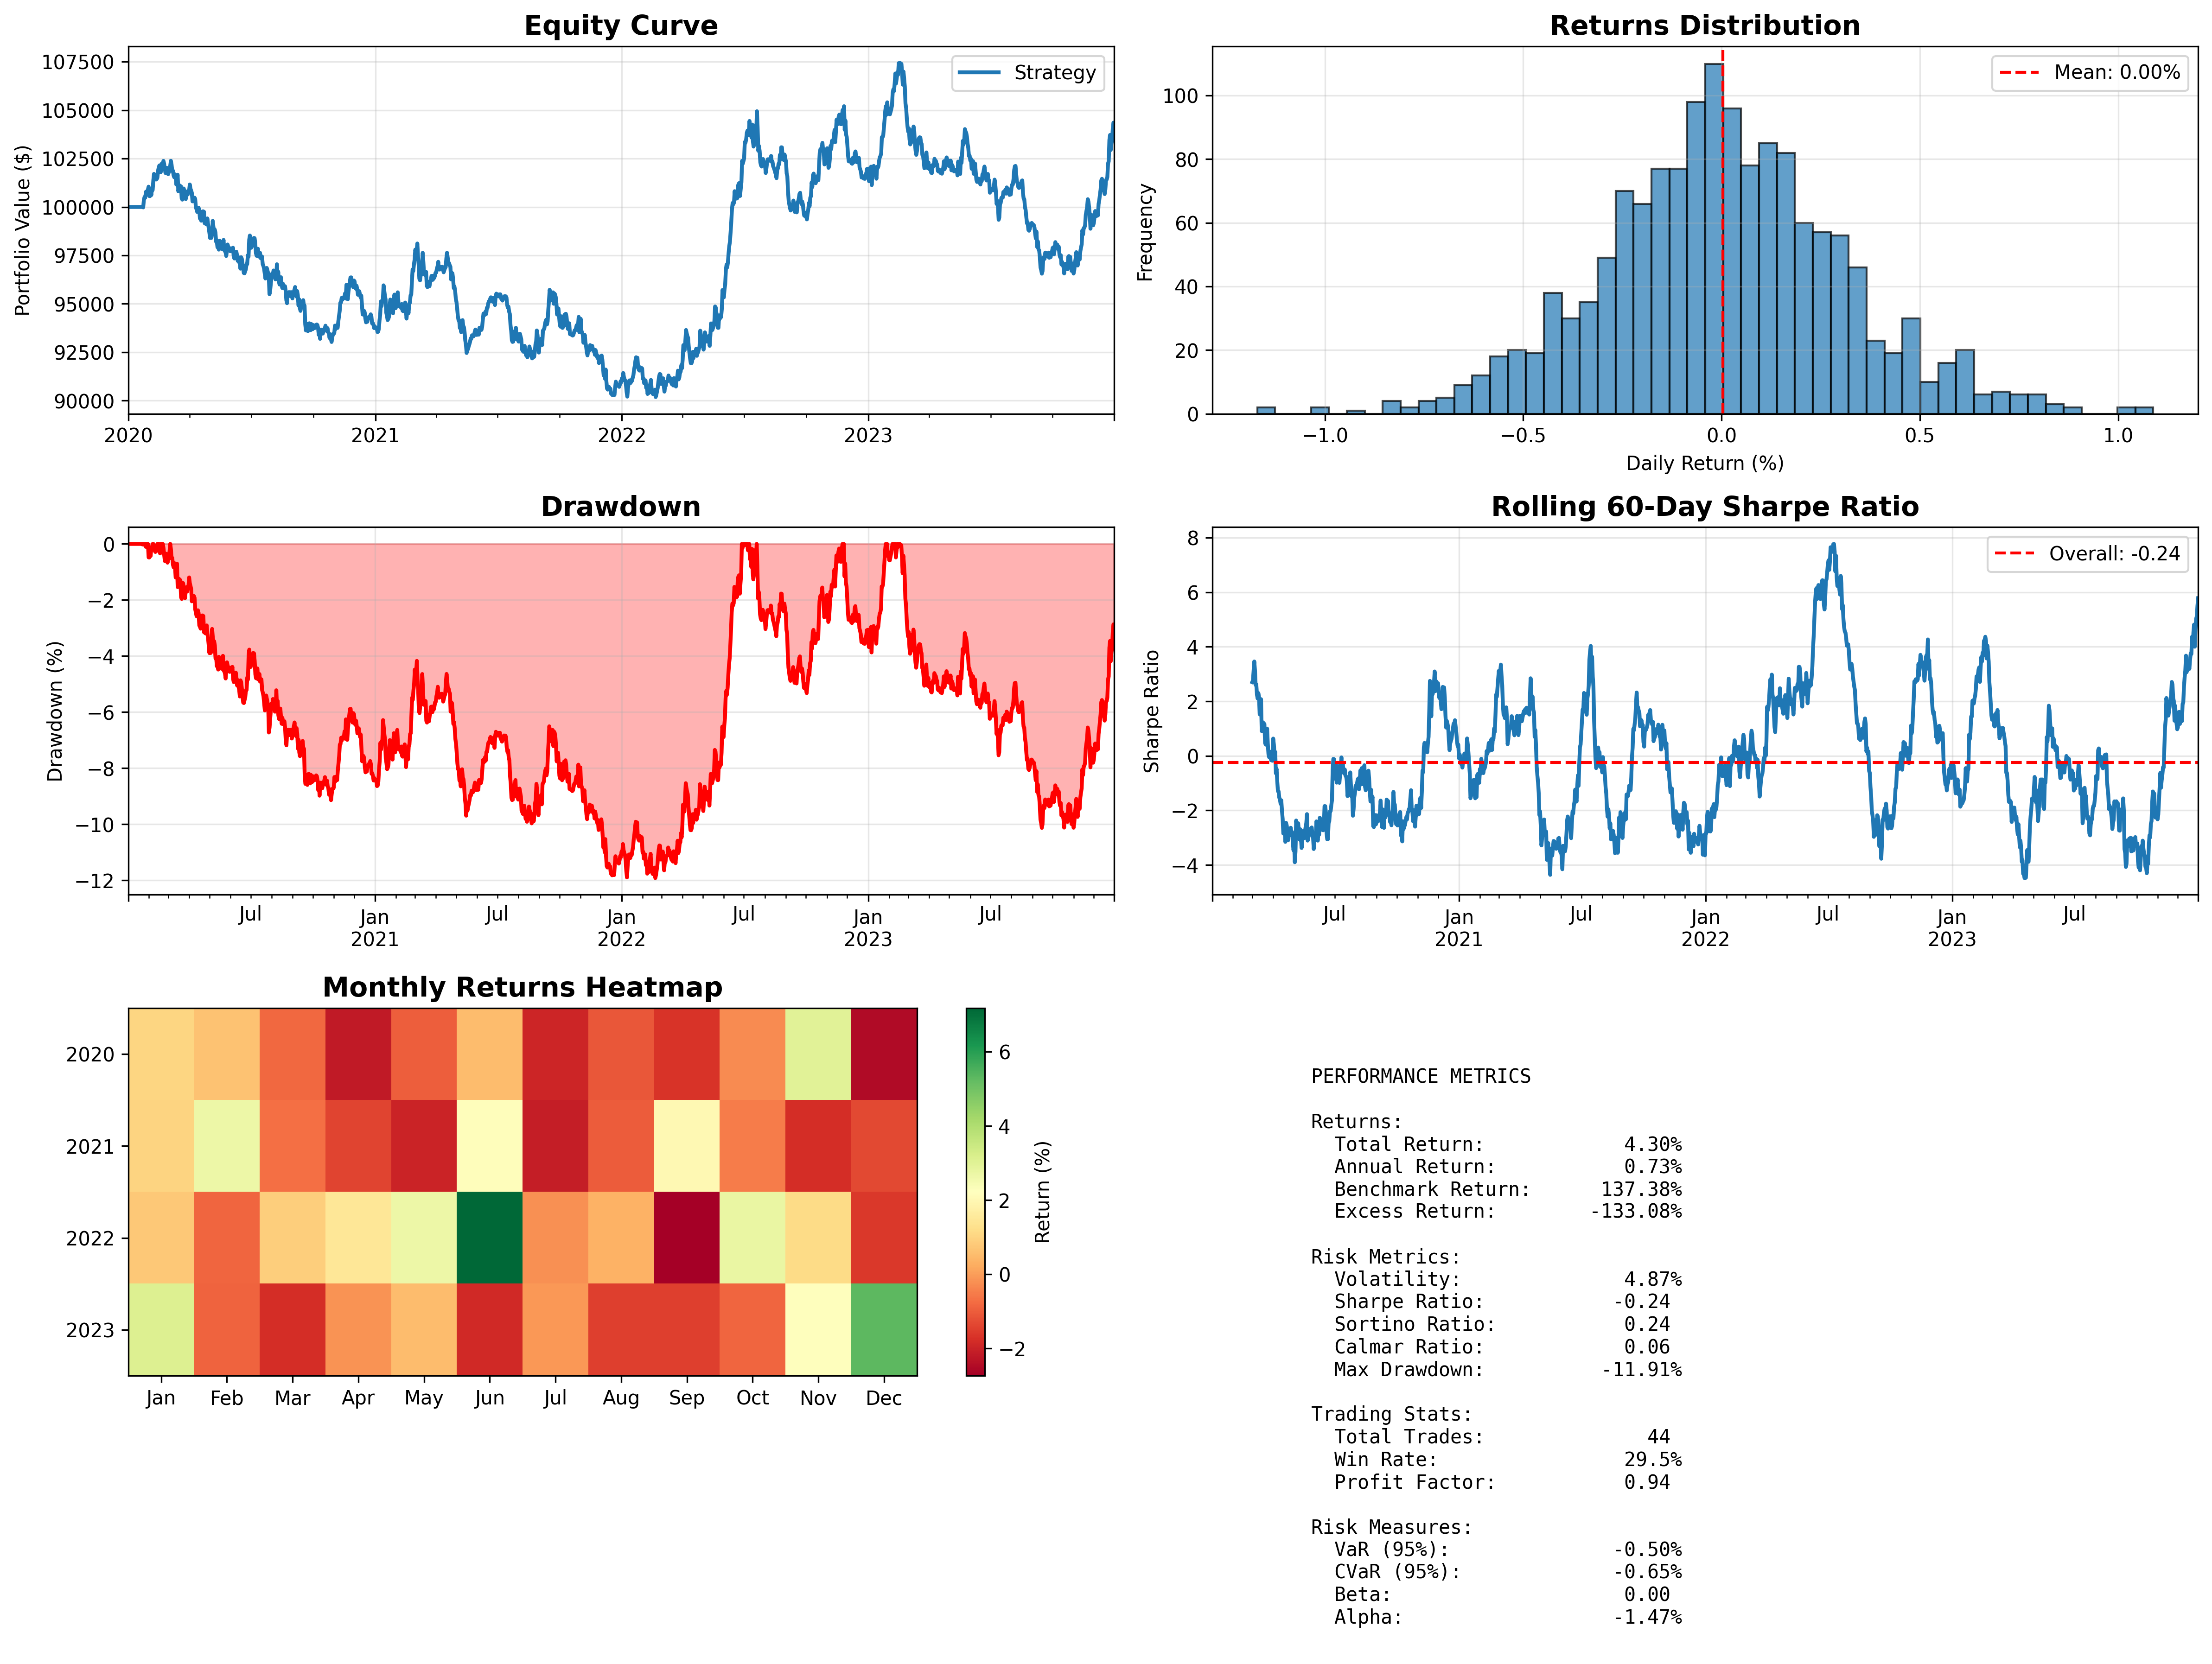 Equity Curve
Portfolio Value ($)
107500
105000
102500
100000
97500
95000
92500
90000
2020
2021
2022
2023
Strategy
Returns Distribution
Frequency
100
80
60
40
20
0
−1.0
−0.5
0.0
0.5
1.0
Daily Return (%)
Mean: 0.00%
Drawdown
Drawdown (%)
0
−2
−4
−6
−8
−10
−12
Jul
Jan
2021
Jul
Jan
2022
Jul
Jan
2023
Jul
Rolling 60-Day Sharpe Ratio
Sharpe Ratio
8
6
4
2
0
−2
−4
Jul
Jan
2021
Jul
Jan
2022
Jul
Jan
2023
Jul
Overall: -0.24
Monthly Returns Heatmap
2020
2021
2022
2023
Jan
Feb
Mar
Apr
May
Jun
Jul
Aug
Sep
Oct
Nov
Dec
6
4
2
0
−2
Return (%)
PERFORMANCE METRICS
Returns:
Total Return: 4.30%
Annual Return: 0.73%
Benchmark Return: 137.38%
Excess Return: -133.08%
Risk Metrics:
Volatility: 4.87%
Sharpe Ratio: -0.24
Sortino Ratio: 0.24
Calmar Ratio: 0.06
Max Drawdown: -11.91%
Trading Stats:
Total Trades: 44
Win Rate: 29.5%
Profit Factor: 0.94
Risk Measures:
VaR (95%): -0.50%
CVaR (95%): -0.65%
Beta: 0.00
Alpha: -1.47%